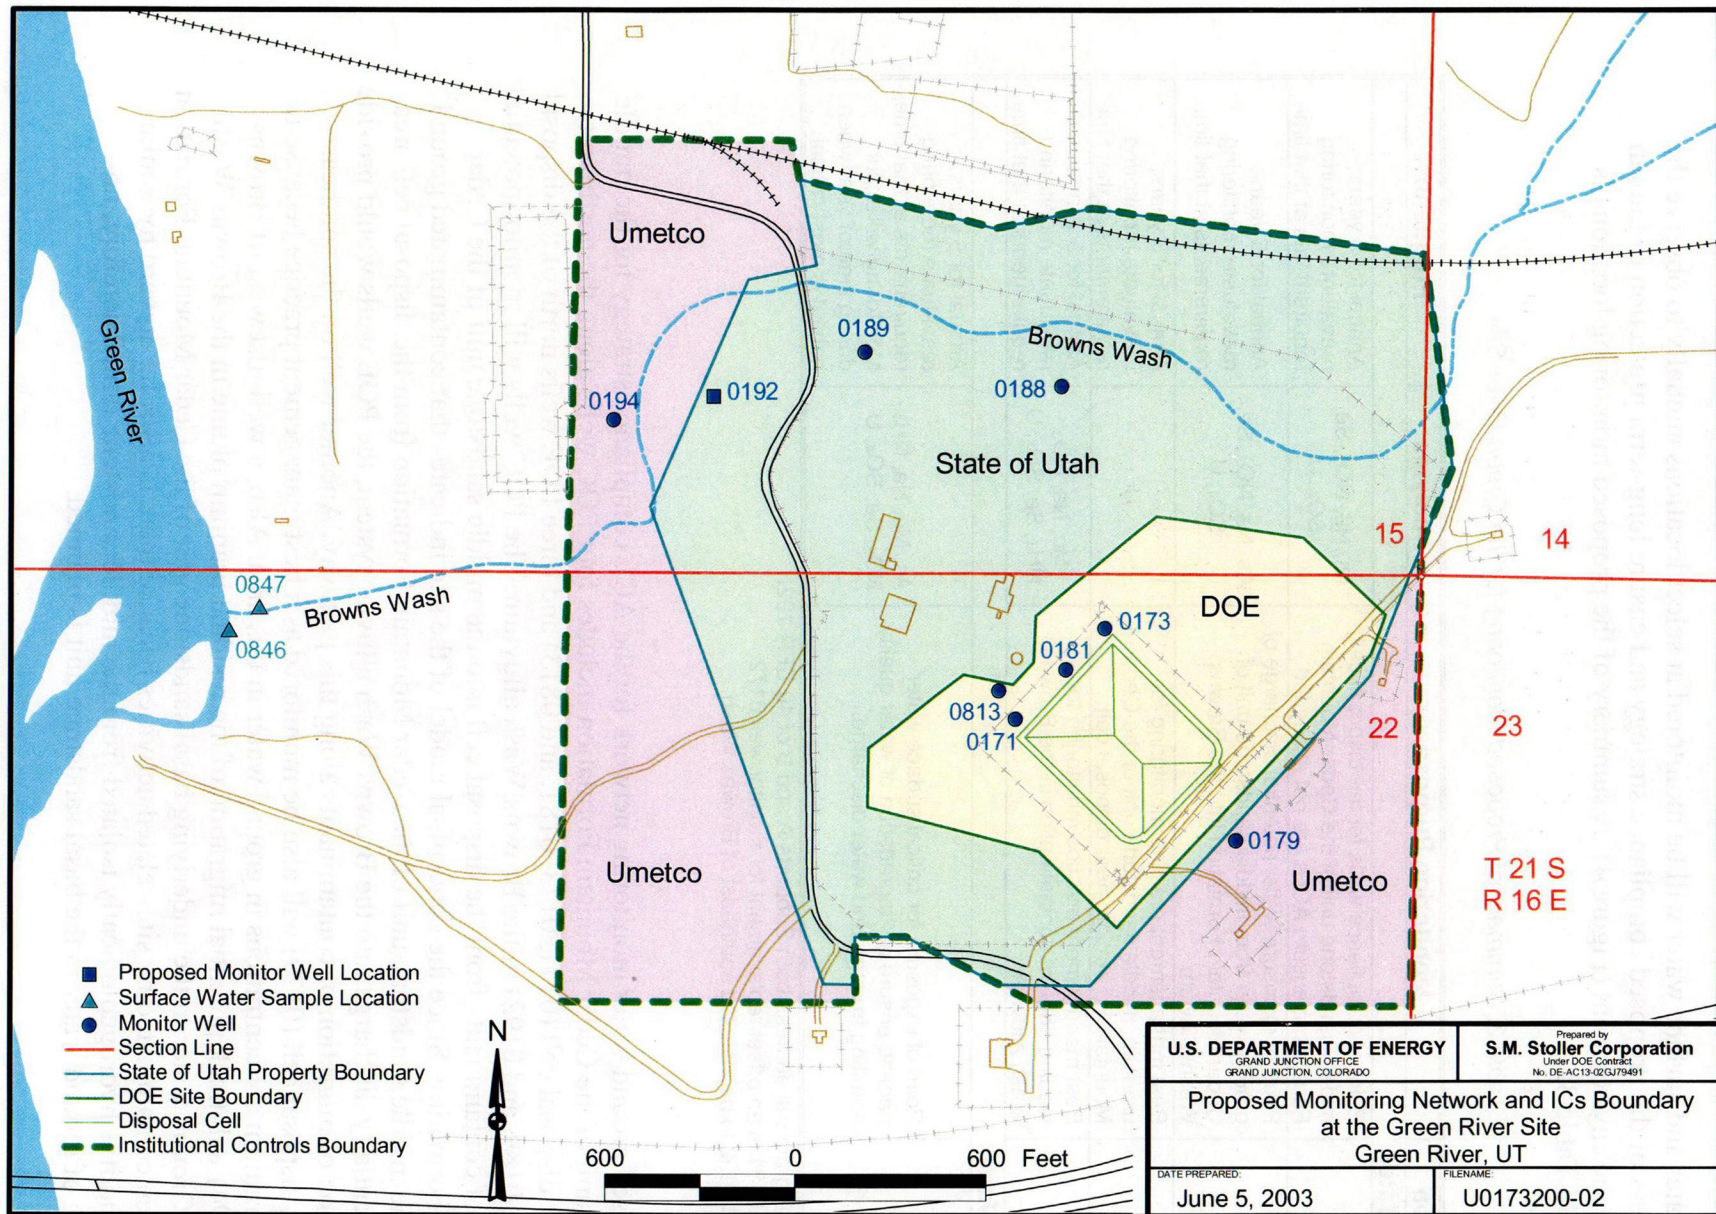 Umetco
Green River
Browns Wash
0189
0188
0192
0194
State of Utah
15
14
0847
Browns Wash
0846
DOE
0173
0181
0813
0171
22
23
0179
Umetco
Umetco
T 21 S
R 16 E
Proposed Monitor Well Location
Surface Water Sample Location
Monitor Well
Section Line
State of Utah Property Boundary
DOE Site Boundary
Disposal Cell
Institutional Controls Boundary
N
600 0 600 Feet
U.S. DEPARTMENT OF ENERGY
GRAND JUNCTION OFFICE
GRAND JUNCTION, COLORADO
Prepared by
S.M. Stoller Corporation
Under DOE Contract
No. DE-AC13-02GJ79491
Proposed Monitoring Network and ICs Boundary
at the Green River Site
Green River, UT
DATE PREPARED:
June 5, 2003
FILENAME:
U0173200-02